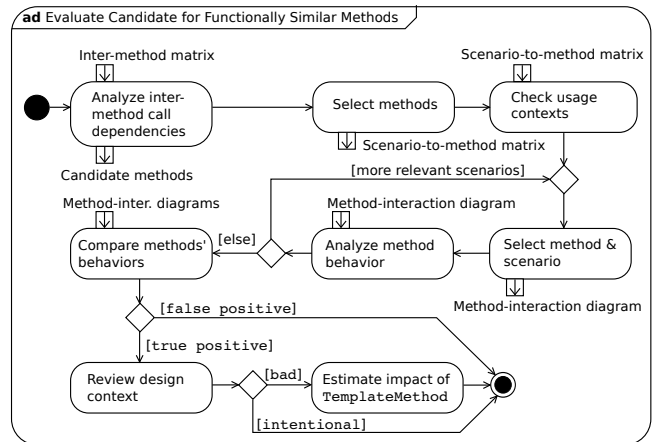 ad Evaluate Candidate for Functionally Similar Methods
Inter-method matrix
Scenario-to-method matrix
Analyze inter-
method call
dependencies
Select methods
Check usage
contexts
Candidate methods
Scenario-to-method matrix
[more relevant scenarios]
Method-inter. diagrams
Method-interaction diagram
Compare methods'
behaviors
[else]
Analyze method
behavior
Select method &
scenario
Method-interaction diagram
[false positive]
[true positive]
Review design
context
[bad]
Estimate impact of
TemplateMethod
[intentional]